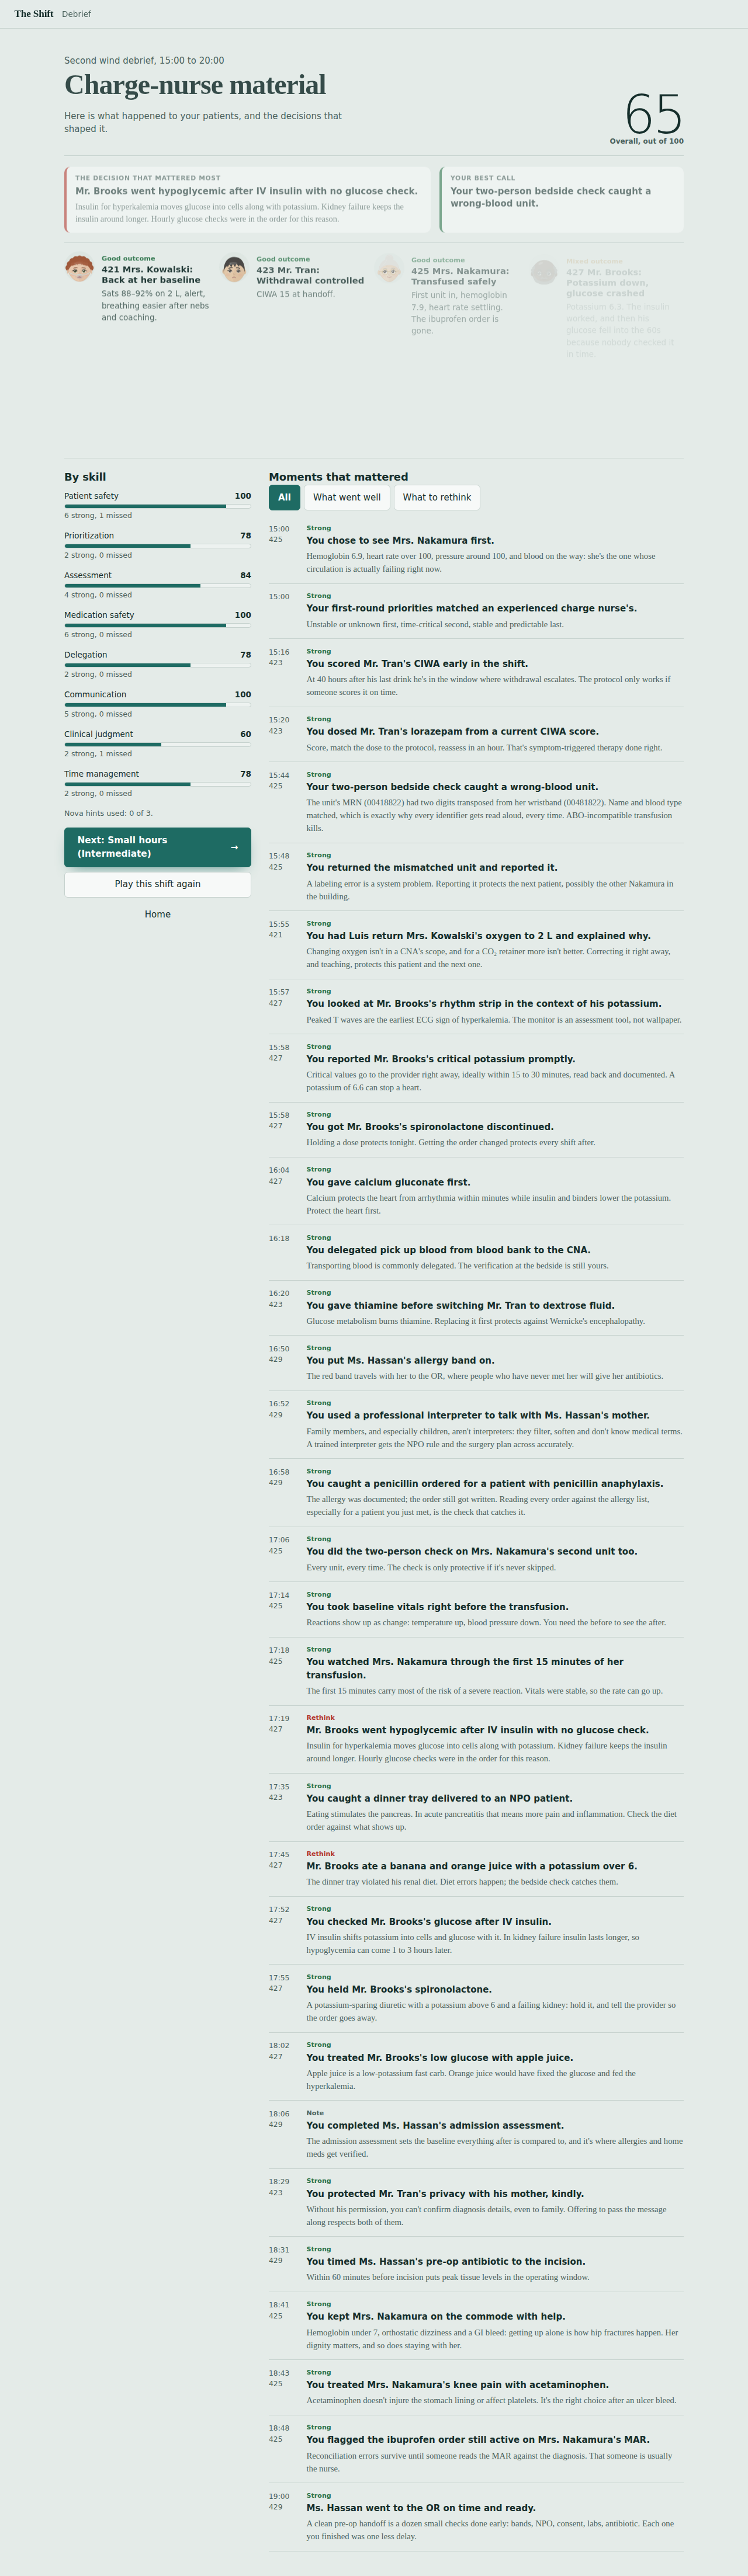 The Shift Debrief
Second wind debrief, 15:00 to 20:00
Charge-nurse material
Here is what happened to your patients, and the decisions that
shaped it.
65
Overall, out of 100
THE DECISION THAT MATTERED MOST
Mr. Brooks went hypoglycemic after IV insulin with no glucose check.
Insulin for hyperkalemia moves glucose into cells along with potassium. Kidney failure keeps the
insulin around longer. Hourly glucose checks were in the order for this reason.
YOUR BEST CALL
Your two-person bedside check caught a
wrong-blood unit.
Good outcome
421 Mrs. Kowalski:
Back at her baseline
Sats 88–92% on 2 L, alert,
breathing easier after nebs
and coaching.
Good outcome
423 Mr. Tran:
Withdrawal controlled
CIWA 15 at handoff.
Good outcome
425 Mrs. Nakamura:
Transfused safely
First unit in, hemoglobin
7.9, heart rate settling.
The ibuprofen order is
gone.
Mixed outcome
427 Mr. Brooks:
Potassium down,
glucose crashed
Potassium 6.1. The insulin
worked, and then his
glucose fell into the 60s
because nobody checked it
in time.
By skill
Patient safety 100
6 strong, 1 missed
Prioritization 78
2 strong, 0 missed
Assessment 84
4 strong, 0 missed
Medication safety 100
6 strong, 0 missed
Delegation 78
2 strong, 0 missed
Communication 100
5 strong, 0 missed
Clinical judgment 60
2 strong, 1 missed
Time management 78
2 strong, 0 missed
Nova hints used: 0 of 3.
Next: Small hours
(Intermediate) →
Play this shift again
Home
Moments that mattered
All What went well What to rethink
15:00 Strong
425 You chose to see Mrs. Nakamura first.
Hemoglobin 6.9, heart rate over 100, pressure around 100, and blood on the way: she's the one whose
circulation is actually failing right now.
15:00 Strong
Your first-round priorities matched an experienced charge nurse's.
Unstable or unknown first, time-critical second, stable and predictable last.
15:16 Strong
423 You scored Mr. Tran's CIWA early in the shift.
At 40 hours after his last drink he's in the window where withdrawal escalates. The protocol only works if
someone scores it on time.
15:20 Strong
423 You dosed Mr. Tran's lorazepam from a current CIWA score.
Score, match the dose to the protocol, reassess in an hour. That's symptom-triggered therapy done right.
15:44 Strong
425 Your two-person bedside check caught a wrong-blood unit.
The unit's MRN (00418822) had two digits transposed from her wristband (00481822). Name and blood type
matched, which is exactly why every identifier gets read aloud, every time. ABO-incompatible transfusion
kills.
15:48 Strong
425 You returned the mismatched unit and reported it.
A labeling error is a system problem. Reporting it protects the next patient, possibly the other Nakamura in
the building.
15:55 Strong
421 You had Luis return Mrs. Kowalski's oxygen to 2 L and explained why.
Changing oxygen isn't in a CNA's scope, and for a CO₂ retainer more isn't better. Correcting it right away,
and teaching, protects this patient and the next one.
15:57 Strong
427 You looked at Mr. Brooks's rhythm strip in the context of his potassium.
Peaked T waves are the earliest ECG sign of hyperkalemia. The monitor is an assessment tool, not wallpaper.
15:58 Strong
427 You reported Mr. Brooks's critical potassium promptly.
Critical values go to the provider right away, ideally within 15 to 30 minutes, read back and documented. A
potassium of 6.6 can stop a heart.
15:58 Strong
427 You got Mr. Brooks's spironolactone discontinued.
Holding a dose protects tonight. Getting the order changed protects every shift after.
16:04 Strong
427 You gave calcium gluconate first.
Calcium protects the heart from arrhythmia within minutes while insulin and binders lower the potassium.
Protect the heart first.
16:18 Strong
You delegated pick up blood from blood bank to the CNA.
Transporting blood is commonly delegated. The verification at the bedside is still yours.
16:20 Strong
423 You gave thiamine before switching Mr. Tran to dextrose fluid.
Glucose metabolism burns thiamine. Replacing it first protects against Wernicke's encephalopathy.
16:50 Strong
429 You put Ms. Hassan's allergy band on.
The red band travels with her to the OR, where people who have never met her will give her antibiotics.
16:52 Strong
429 You used a professional interpreter to talk with Ms. Hassan's mother.
Family members, and especially children, aren't interpreters: they filter, soften and don't know medical terms.
A trained interpreter gets the NPO rule and the surgery plan across accurately.
16:58 Strong
429 You caught a penicillin ordered for a patient with penicillin anaphylaxis.
The allergy was documented; the order still got written. Reading every order against the allergy list,
especially for a patient you just met, is the check that catches it.
17:06 Strong
425 You did the two-person check on Mrs. Nakamura's second unit too.
Every unit, every time. The check is only protective if it's never skipped.
17:14 Strong
425 You took baseline vitals right before the transfusion.
Reactions show up as change: temperature up, blood pressure down. You need the before to see the after.
17:18 Strong
425 You watched Mrs. Nakamura through the first 15 minutes of her
transfusion.
The first 15 minutes carry most of the risk of a severe reaction. Vitals were stable, so the rate can go up.
17:19 Rethink
427 Mr. Brooks went hypoglycemic after IV insulin with no glucose check.
Insulin for hyperkalemia moves glucose into cells along with potassium. Kidney failure keeps the insulin
around longer. Hourly glucose checks were in the order for this reason.
17:35 Strong
423 You caught a dinner tray delivered to an NPO patient.
Eating stimulates the pancreas. In acute pancreatitis that means more pain and inflammation. Check the diet
order against what shows up.
17:45 Rethink
427 Mr. Brooks ate a banana and orange juice with a potassium over 6.
The dinner tray violated his renal diet. Diet errors happen; the bedside check catches them.
17:52 Strong
427 You checked Mr. Brooks's glucose after IV insulin.
IV insulin shifts potassium into cells and glucose with it. In kidney failure insulin lasts longer, so
hypoglycemia can come 1 to 3 hours later.
17:55 Strong
427 You held Mr. Brooks's spironolactone.
A potassium-sparing diuretic with a potassium above 6 and a failing kidney: hold it, and tell the provider so
the order goes away.
18:02 Strong
427 You treated Mr. Brooks's low glucose with apple juice.
Apple juice is a low-potassium fast carb. Orange juice would have fixed the glucose and fed the
hyperkalemia.
18:06 Note
429 You completed Ms. Hassan's admission assessment.
The admission assessment sets the baseline everything after is compared to, and it's where allergies and home
meds get verified.
18:29 Strong
423 You protected Mr. Tran's privacy with his mother, kindly.
Without his permission, you can't confirm diagnosis details, even to family. Offering to pass the message
along respects both of them.
18:31 Strong
429 You timed Ms. Hassan's pre-op antibiotic to the incision.
Within 60 minutes before incision puts peak tissue levels in the operating window.
18:41 Strong
425 You kept Mrs. Nakamura on the commode with help.
Hemoglobin under 7, orthostatic dizziness and a GI bleed: getting up alone is how hip fractures happen. Her
dignity matters, and so does staying with her.
18:43 Strong
425 You treated Mrs. Nakamura's knee pain with acetaminophen.
Acetaminophen doesn't injure the stomach lining or affect platelets. It's the right choice after an ulcer bleed.
18:48 Strong
425 You flagged the ibuprofen order still active on Mrs. Nakamura's MAR.
Reconciliation errors survive until someone reads the MAR against the diagnosis. That someone is usually
the nurse.
19:00 Strong
429 Ms. Hassan went to the OR on time and ready.
A clean pre-op handoff is a dozen small checks done early: bands, NPO, consent, labs, antibiotic. Each one
you finished was one less delay.